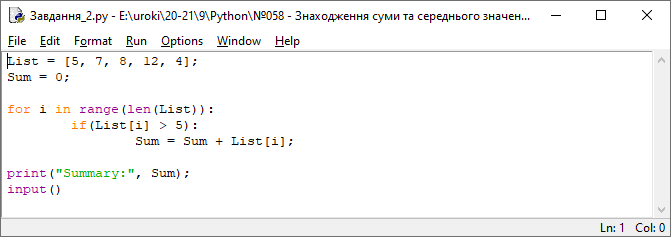 Завдання_2.py - E:\uroki\20-21\9\Python\№058 - Знаходження суми та середнього значен...
File Edit Format Run Options Window Help
List = [5, 7, 8, 12, 4];
Sum = 0;
for i in range(len(List)):
if(List[i] > 5):
Sum = Sum + List[i];
print("Summary:", Sum);
input()
Ln: 1 Col: 0